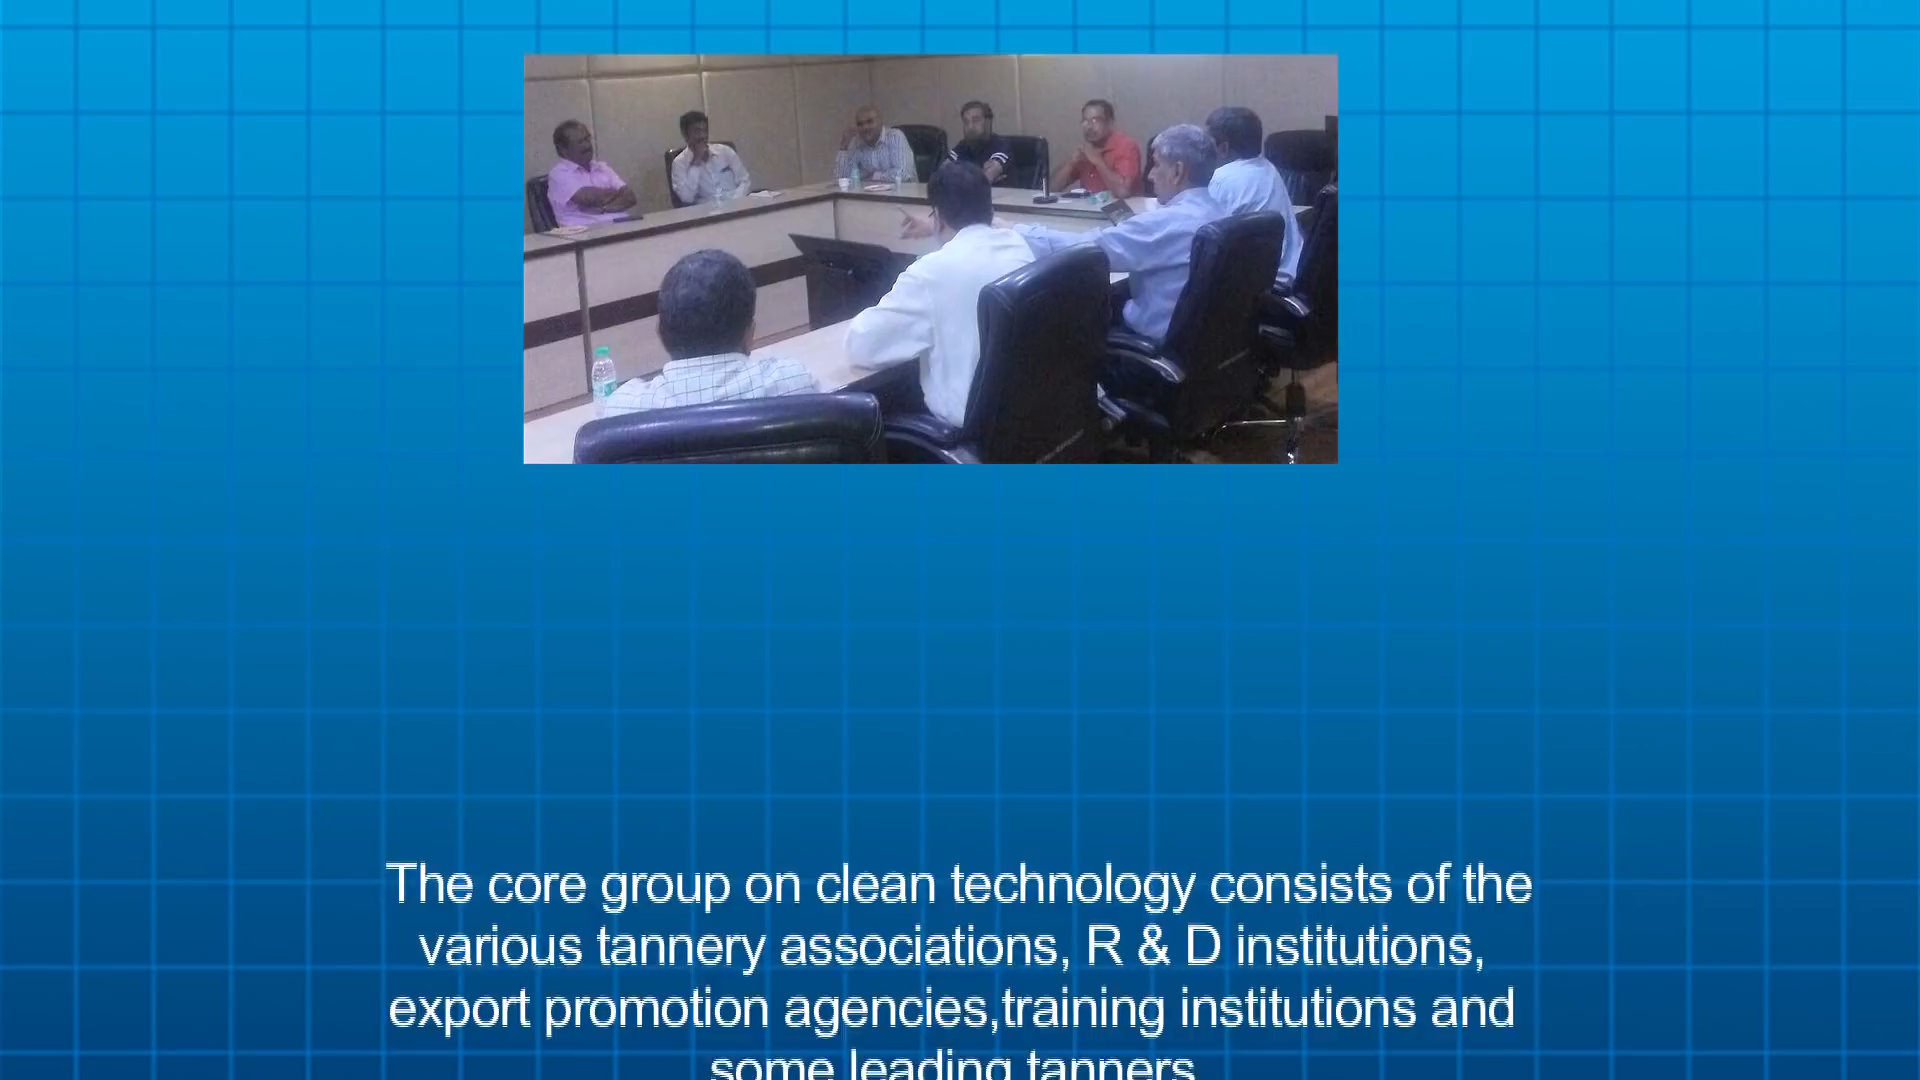 The core group on clean technology consists of the
various tannery associations, R & D institutions,
export promotion agencies,training institutions and
some leading tanners